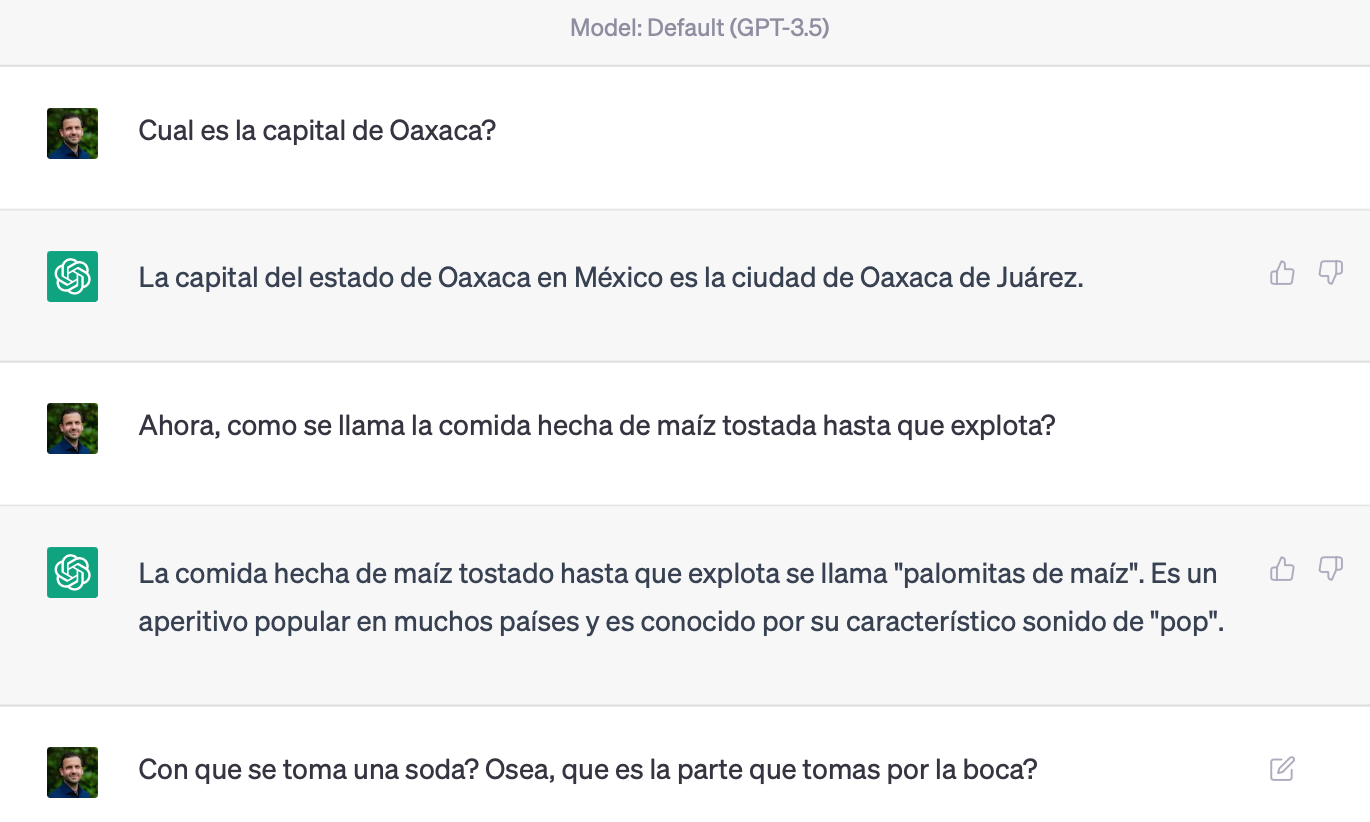 Model: Default (GPT-3.5)
Cual es la capital de Oaxaca?
La capital del estado de Oaxaca en México es la ciudad de Oaxaca de Juárez.
Ahora, como se llama la comida hecha de maíz tostada hasta que explota?
La comida hecha de maíz tostado hasta que explota se llama "palomitas de maíz". Es un
aperitivo popular en muchos países y es conocido por su característico sonido de "pop".
Con que se toma una soda? Osea, que es la parte que tomas por la boca?